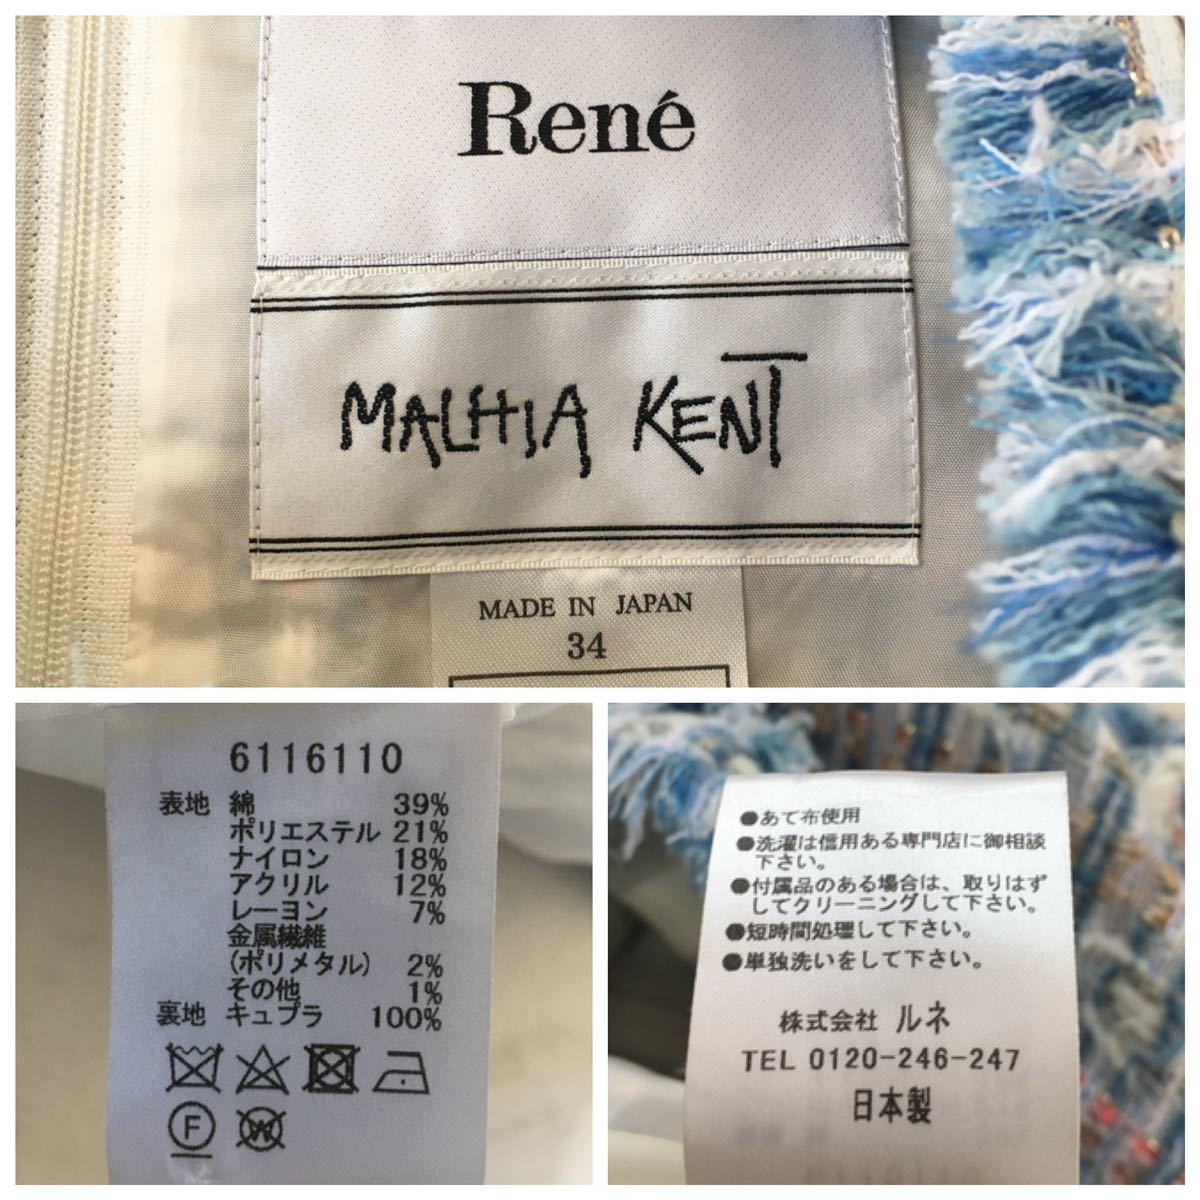 René
MALHIA KENT
MADE IN JAPAN
34
6116110
表地 綿 39%
ポリエステル 21%
ナイロン 18%
アクリル 12%
レーヨン 7%
金属繊維
(ポリメタル) 2%
その他 1%
裏地 キュプラ 100%
F
W
●あて布使用
●洗濯は信用ある専門店に御相談
下さい。
●付属品のある場合は、取りはず
してクリーニングして下さい。
●短時間処理して下さい。
●単独洗いをして下さい。
株式会社 ルネ
TEL 0120-246-247
日本製